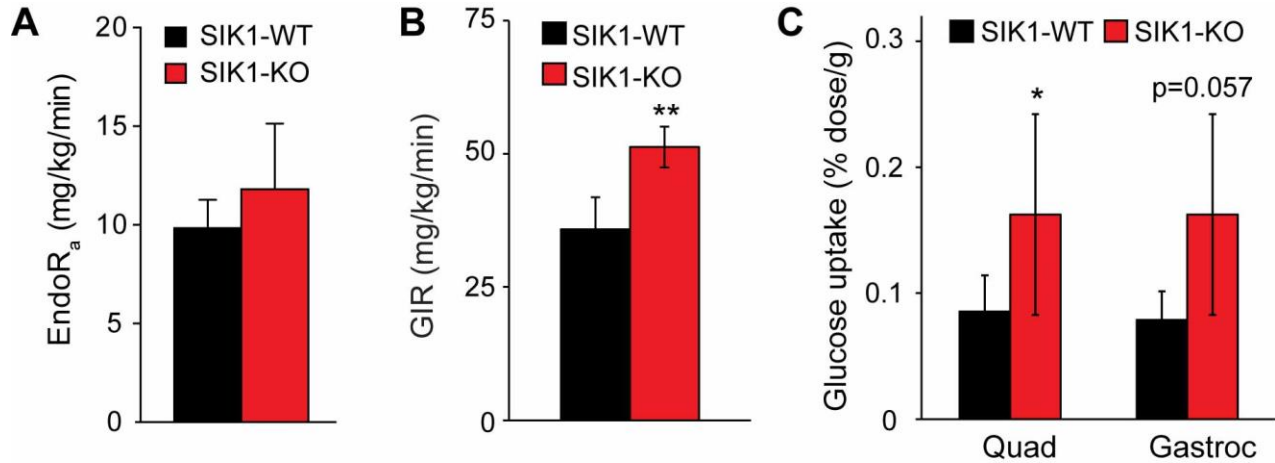 A
EndoRa (mg/kg/min)
20
15
10
5
0
SIK1-WT
SIK1-KO
B
GIR (mg/kg/min)
75
50
25
0
SIK1-WT
SIK1-KO
**
C
Glucose uptake (% dose/g)
0.3
0.2
0.1
0
SIK1-WT SIK1-KO
*
p=0.057
Quad Gastroc